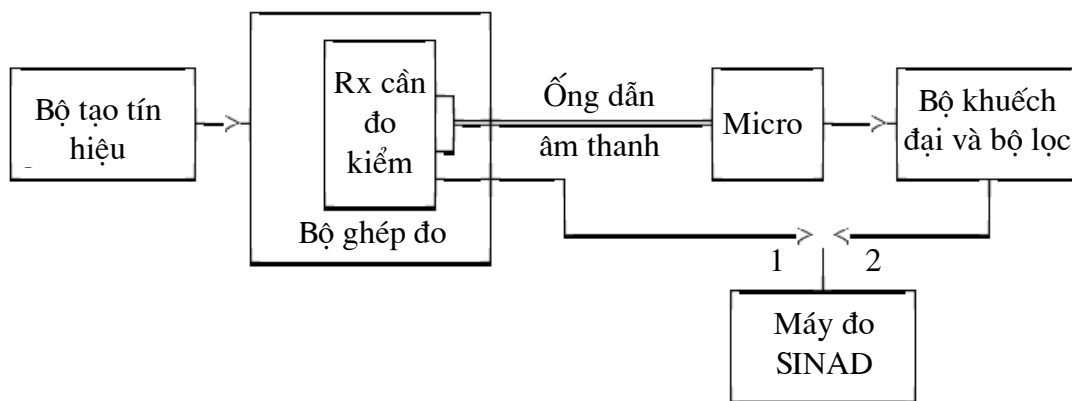 Bộ tạo tín
hiệu
Rx cần
đo
kiểm
Bộ ghép đo
Ống dẫn
âm thanh
Micro
Bộ khuếch
đại và bộ lọc
1
2
Máy đo
SINAD